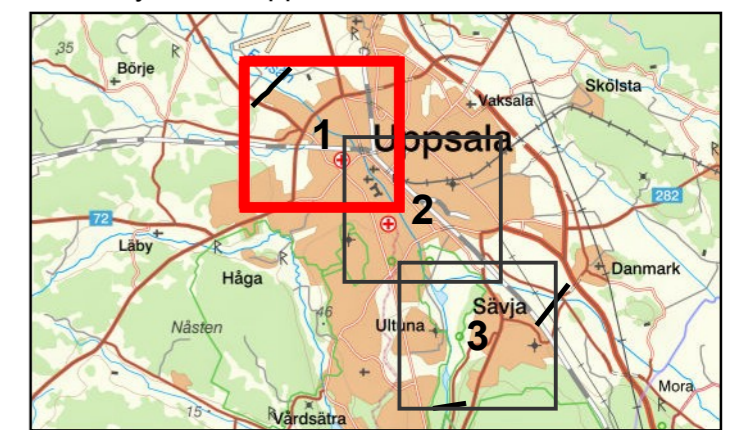 35
Börje
Skölsta
Vaksala
1
Uppsala
282
2
72
Läby
Danmark
Håga
46
Sävja
Nåsten
Ultuna
3
Mora
15
Vårdsätra